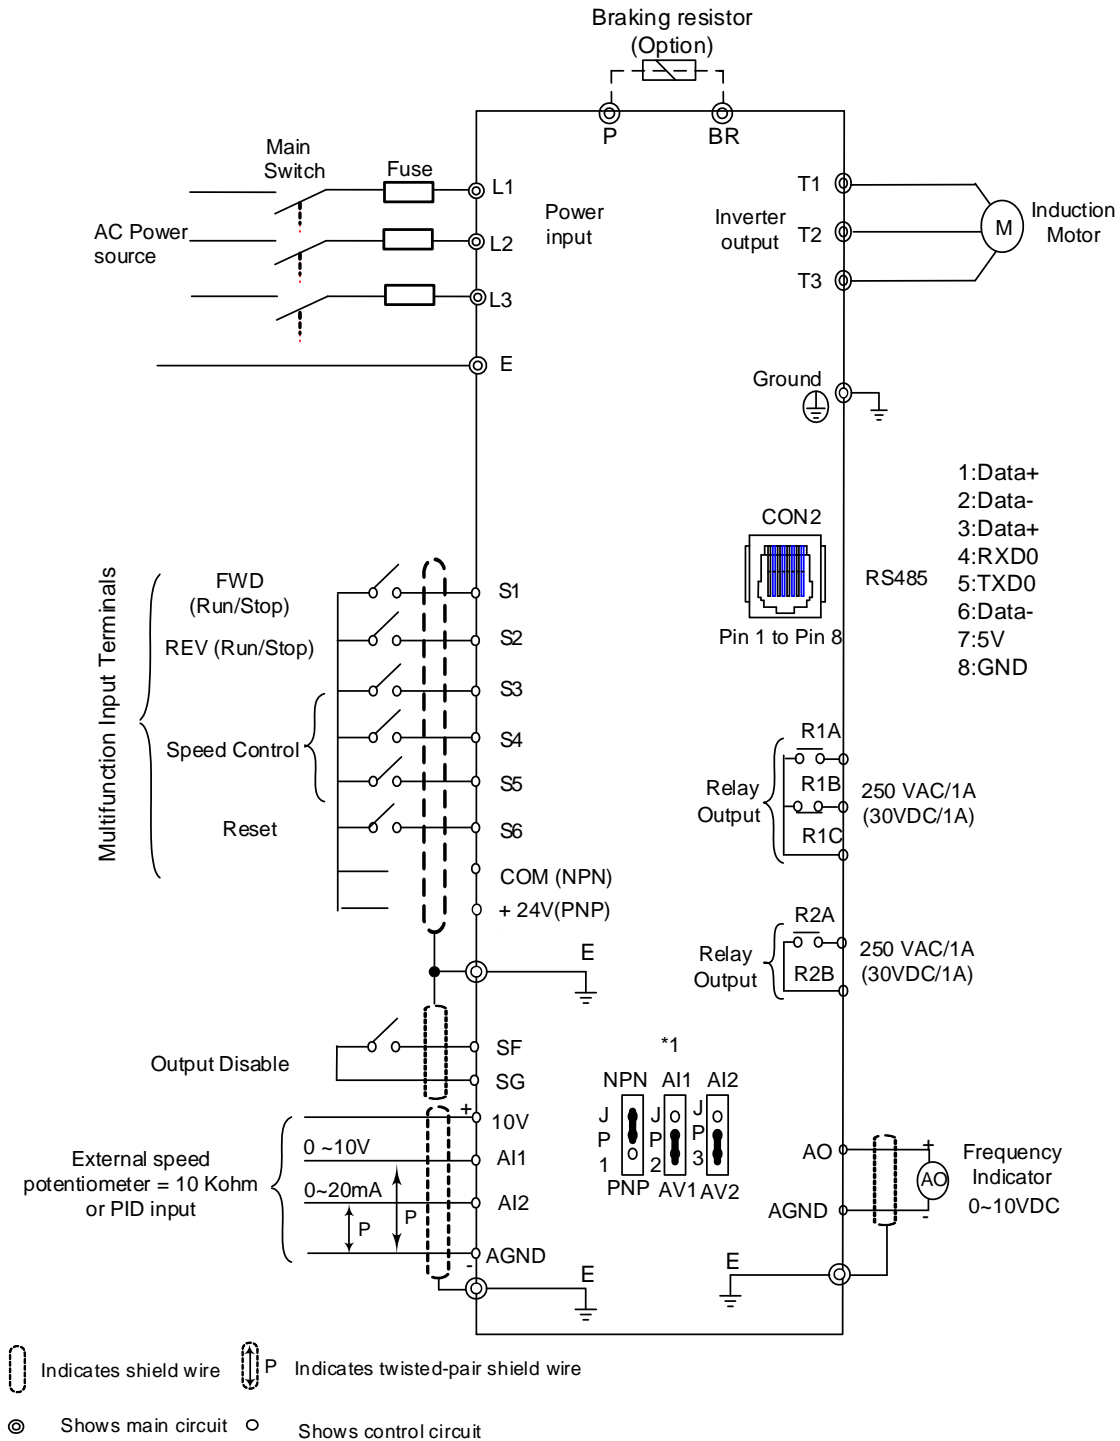 Braking resistor
(Option)
P
BR
Main
Switch
Fuse
L1
AC Power
source
L2
L3
E
Power
input
Inverter
output
T1
T2
T3
M
Induction
Motor
Ground
CON2
RS485
Pin 1 to Pin 8
1:Data+
2:Data-
3:Data+
4:RXD0
5:TXD0
6:Data-
7:5V
8:GND
Multifunction Input Terminals
FWD
(Run/Stop)
REV (Run/Stop)
Speed Control
Reset
S1
S2
S3
S4
S5
S6
COM (NPN)
+ 24V(PNP)
E
Relay
Output
R1A
R1B
R1C
250 VAC/1A
(30VDC/1A)
Relay
Output
R2A
R2B
250 VAC/1A
(30VDC/1A)
Output Disable
SF
SG
*1
NPN AI1 AI2
JP1
JP2
JP3
PNP AV1 AV2
External speed
potentiometer = 10 Kohm
or PID input
0 ~10V
0~20mA
P
P
+
10V
AI1
AI2
AGND
-
E
AO
AGND
+
AO
-
Frequency
Indicator
0~10VDC
E
Indicates shield wire
P
Indicates twisted-pair shield wire
Shows main circuit
Shows control circuit